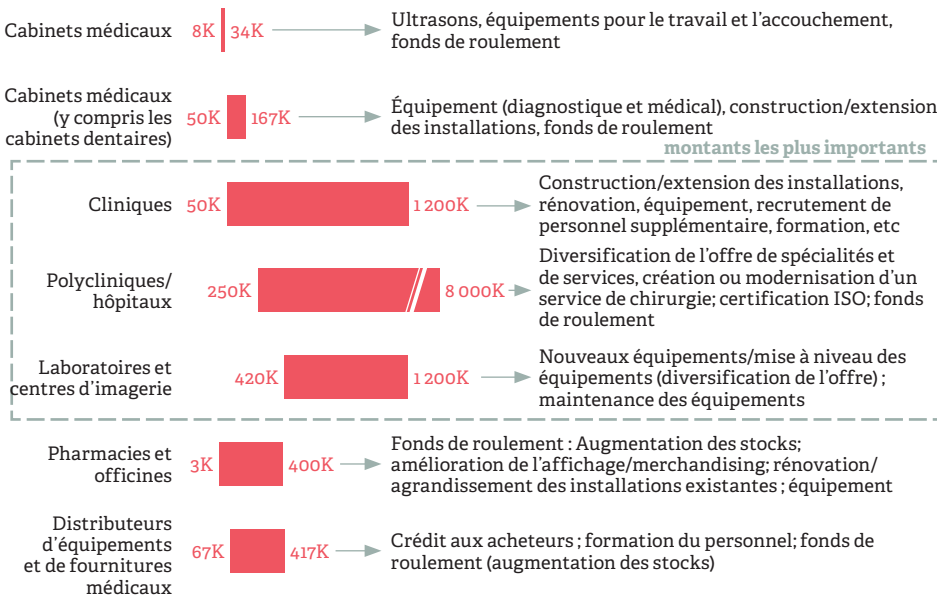 Cabinets médicaux
8K 34K
Ultrasons, équipements pour le travail et l’accouchement,
fonds de roulement
Cabinets médicaux
(y compris les
cabinets dentaires)
50K 167K
Équipement (diagnostique et médical), construction/extension
des installations, fonds de roulement
montants les plus importants
Cliniques
50K 1 200K
Construction/extension des installations,
rénovation, équipement, recrutement de
personnel supplémentaire, formation, etc
Polycliniques/
hôpitaux
250K 8 000K
Diversification de l’offre de spécialités et
de services, création ou modernisation d’un
service de chirurgie; certification ISO; fonds
de roulement
Laboratoires et
centres d’imagerie
420K 1 200K
Nouveaux équipements/mise à niveau des
équipements (diversification de l’offre) ;
maintenance des équipements
Pharmacies et
officines
3K 400K
Fonds de roulement : Augmentation des stocks;
amélioration de l’affichage/merchandising; rénovation/
agrandissement des installations existantes ; équipement
Distributeurs
d’équipements
et de fournitures
médicaux
67K 417K
Crédit aux acheteurs ; formation du personnel; fonds de
roulement (augmentation des stocks)